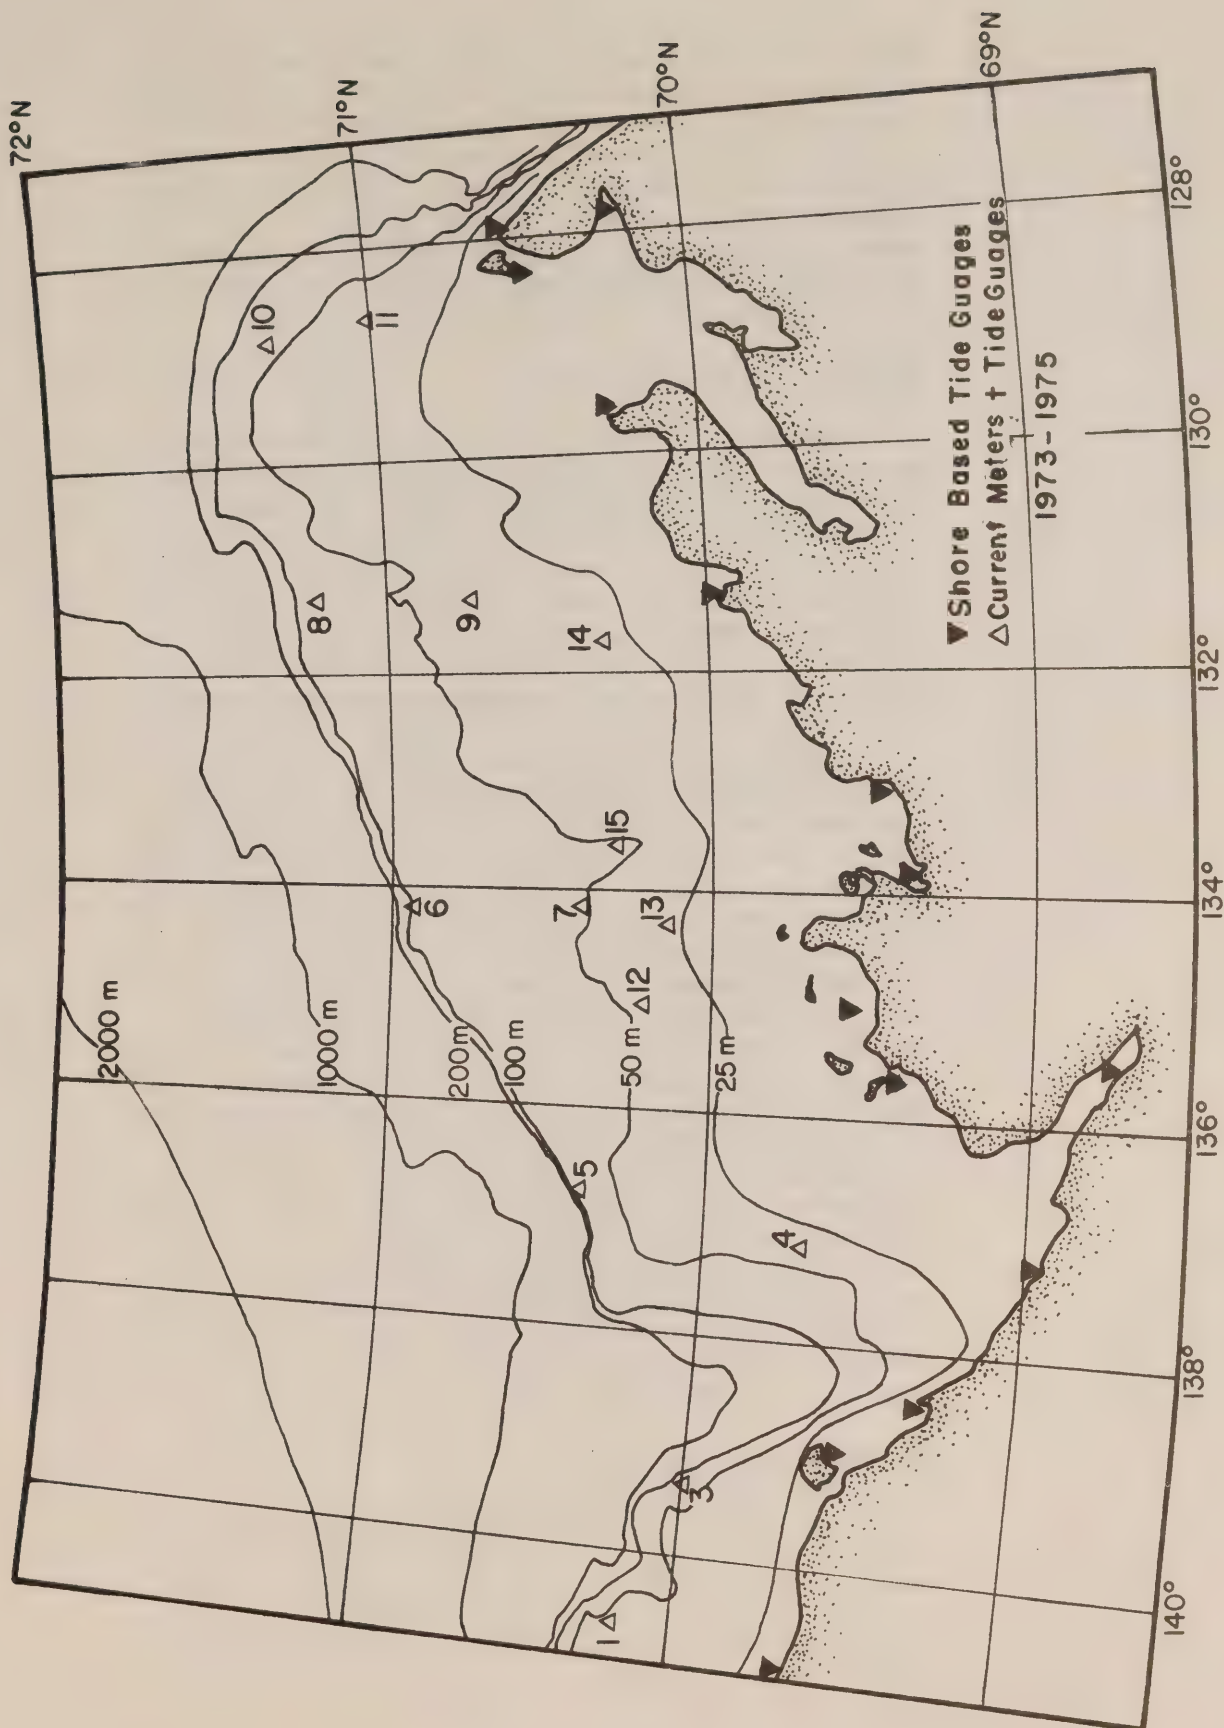 72°N
71°N
70°N
69°N
2000 m
1000 m
200 m
100 m
50 m
25 m
10
11
8
9
14
6
7
15
13
12
5
4
3
1
▼Shore Based Tide Guages
△Current Meters + Tide Guages
1973-1975
140°
138°
136°
134°
132°
130°
128°